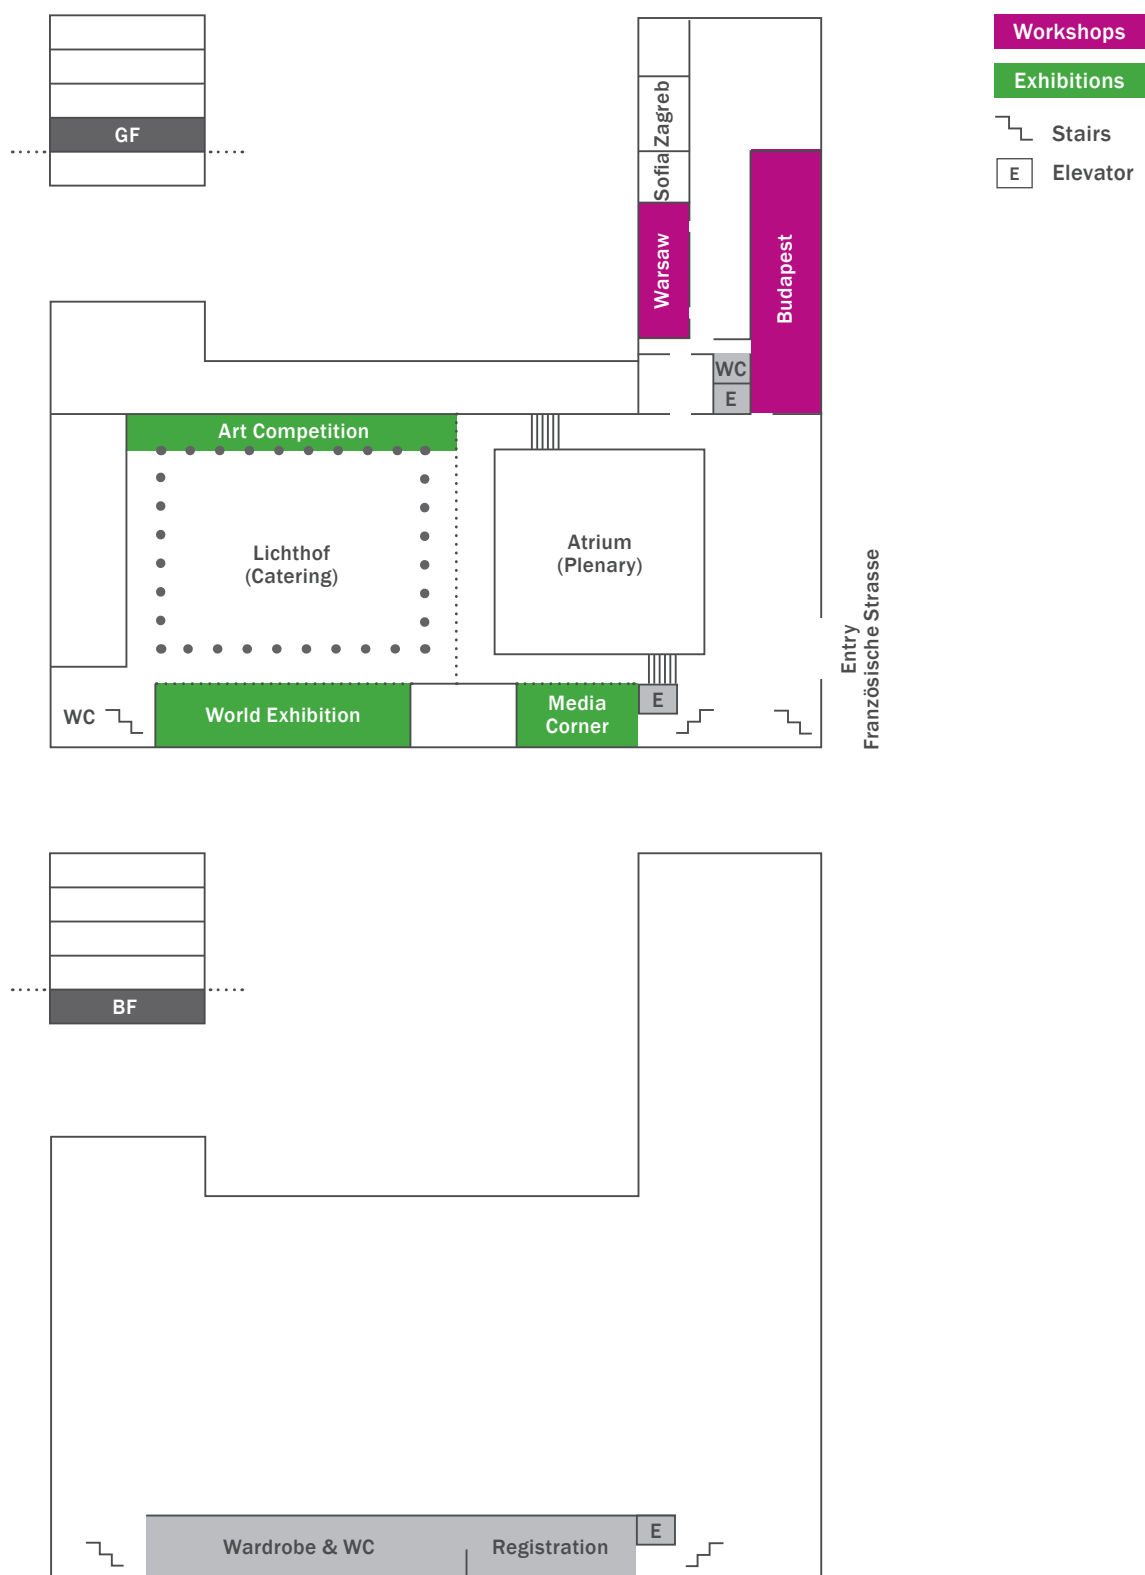 Workshops
Exhibitions
Stairs
E
Elevator
GF
Zagreb
Sofia
Warsaw
Budapest
WC
E
Art Competition
Lichthof
(Catering)
Atrium
(Plenary)
Entry
Französische Strasse
WC
World Exhibition
Media
Corner
E
BF
Wardrobe & WC
Registration
E